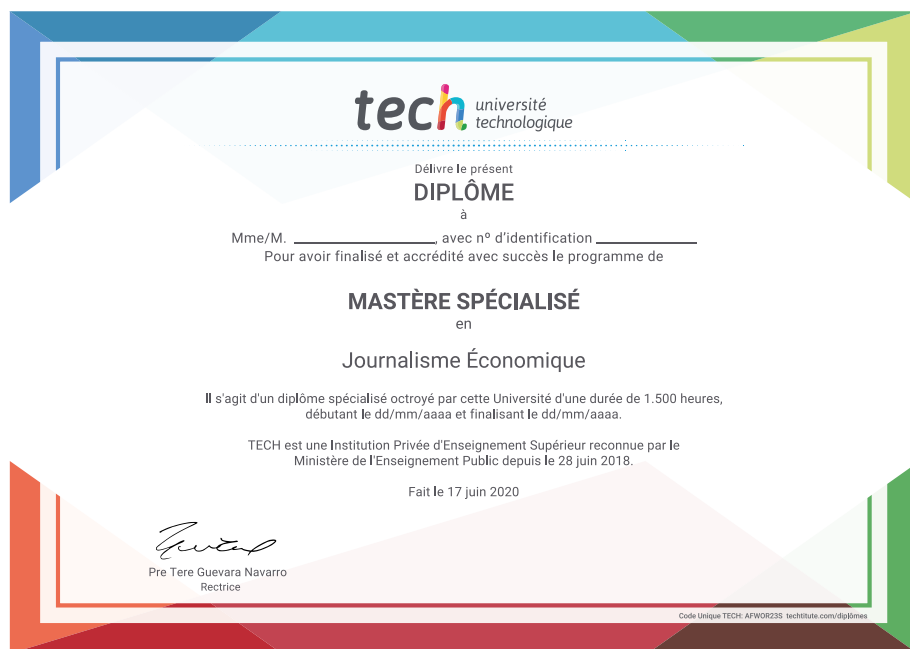 tech université
technologique
Délivre le présent
DIPLÔME
à
Mme/M. ________________, avec nº d'identification ____________
Pour avoir finalisé et accrédité avec succès le programme de
MASTÈRE SPÉCIALISÉ
en
Journalisme Économique
Il s'agit d'un diplôme spécialisé octroyé par cette Université d'une durée de 1.500 heures,
débutant le dd/mm/aaaa et finalisant le dd/mm/aaaa.
TECH est une Institution Privée d'Enseignement Supérieur reconnue par le
Ministère de l'Enseignement Public depuis le 28 juin 2018.
Fait le 17 juin 2020
Pre Tere Guevara Navarro
Rectrice
Code Unique TECH: AFWOR23S techtitute.com/diplômes